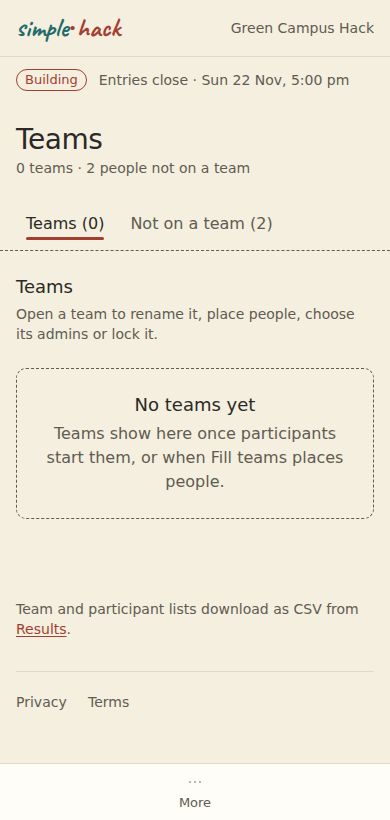 simple·hack
Green Campus Hack
Building
Entries close · Sun 22 Nov, 5:00 pm
Teams
0 teams · 2 people not on a team
Teams (0)
Not on a team (2)
Teams
Open a team to rename it, place people, choose
its admins or lock it.
No teams yet
Teams show here once participants
start them, or when Fill teams places
people.
Team and participant lists download as CSV from
Results.
Privacy
Terms
...
More